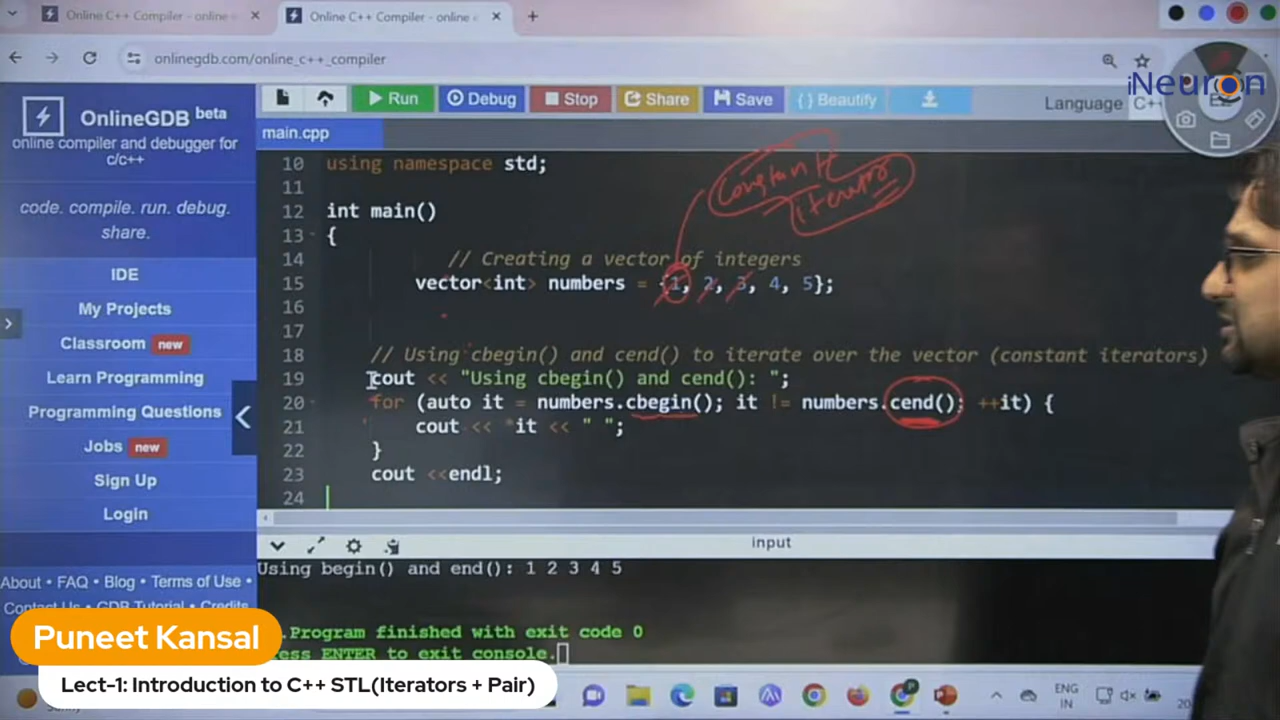 Online C++ Compiler - online
Online C++ Compiler - online
onlinegdb.com/online_c++_compiler
iNeuron
OnlineGDB beta
online compiler and debugger for
c/c++
code. compile. run. debug.
share.
IDE
My Projects
Classroom new
Learn Programming
Programming Questions
Jobs new
Sign Up
Login
About • FAQ • Blog • Terms of Use •
Contact Us • GDB Tutorial • Credits
Run Debug Stop Share Save { } Beautify
Language C++
main.cpp
constant
iterator
10 using namespace std;
11
12 int main()
13 {
14 // Creating a vector of integers
15 vector<int> numbers = {1, 2, 3, 4, 5};
16
17
18 // Using cbegin() and cend() to iterate over the vector (constant iterators)
19 cout << "Using cbegin() and cend(): ";
20 for (auto it = numbers.cbegin(); it != numbers.cend(); ++it) {
21 cout << *it << " ";
22 }
23 cout <<endl;
24
input
Using begin() and end(): 1 2 3 4 5
.Program finished with exit code 0
ess ENTER to exit console.
Puneet Kansal
Lect-1: Introduction to C++ STL(Iterators + Pair)
ENG
IN